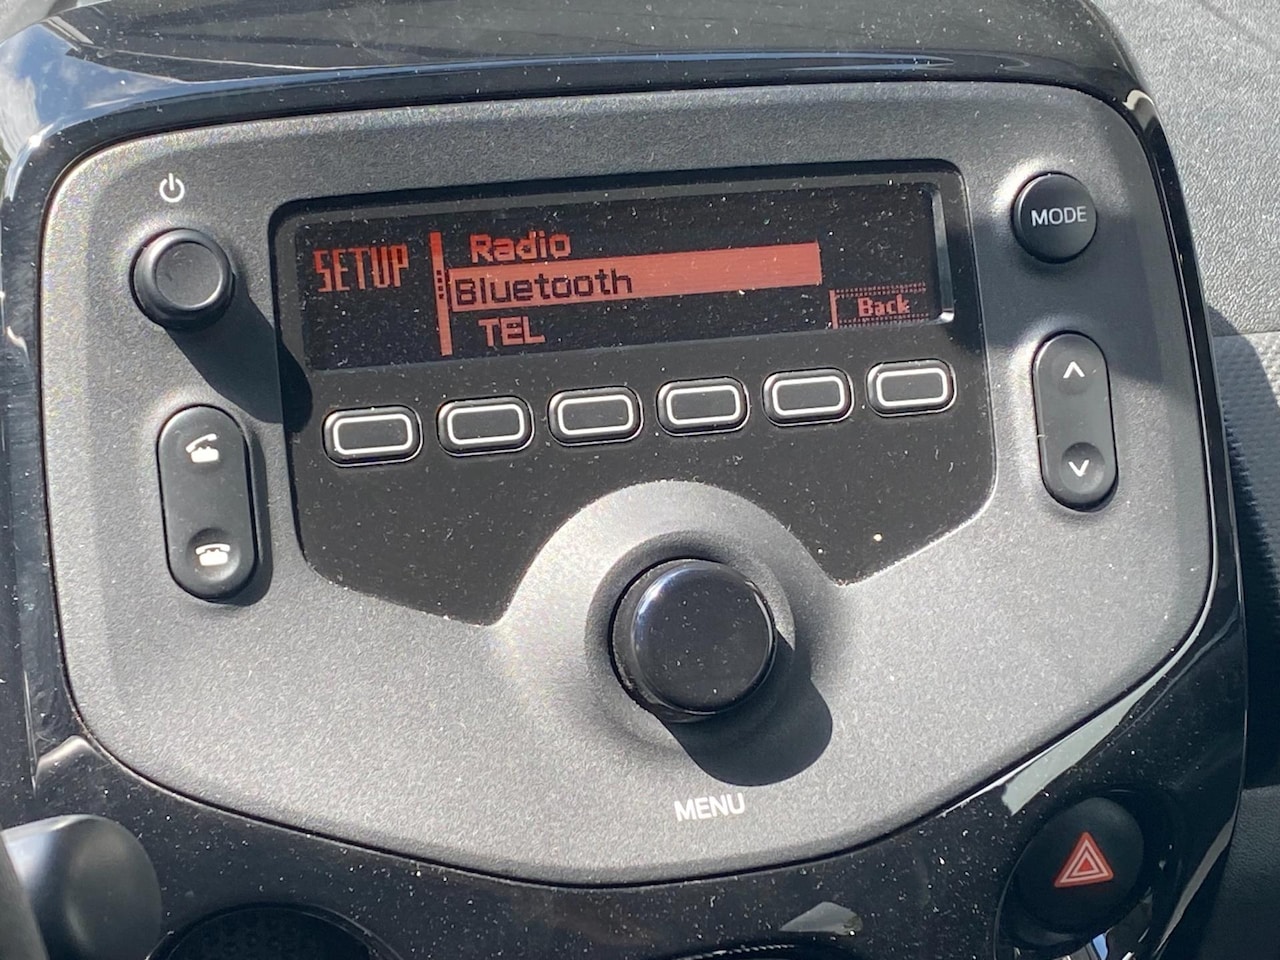 SETUP
Radio
Bluetooth
TEL
Back
MODE
MENU